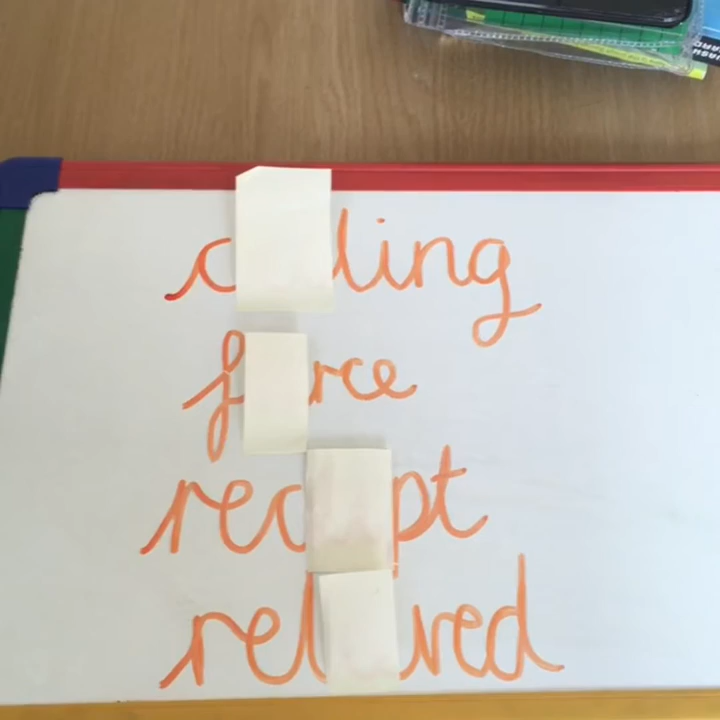 c ling
f rce
rec pt
rel ved